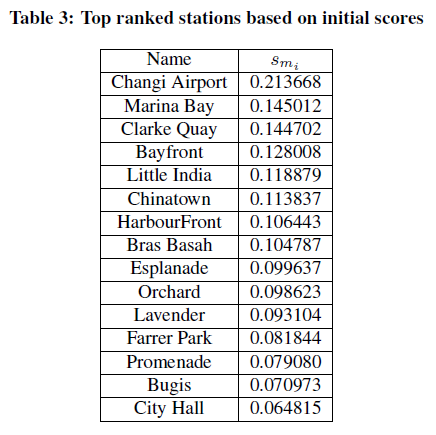 Table 3: Top ranked stations based on initial scores
Name s_{m_i}
Changi Airport 0.213668
Marina Bay 0.145012
Clarke Quay 0.144702
Bayfront 0.128008
Little India 0.118879
Chinatown 0.113837
HarbourFront 0.106443
Bras Basah 0.104787
Esplanade 0.099637
Orchard 0.098623
Lavender 0.093104
Farrer Park 0.081844
Promenade 0.079080
Bugis 0.070973
City Hall 0.064815